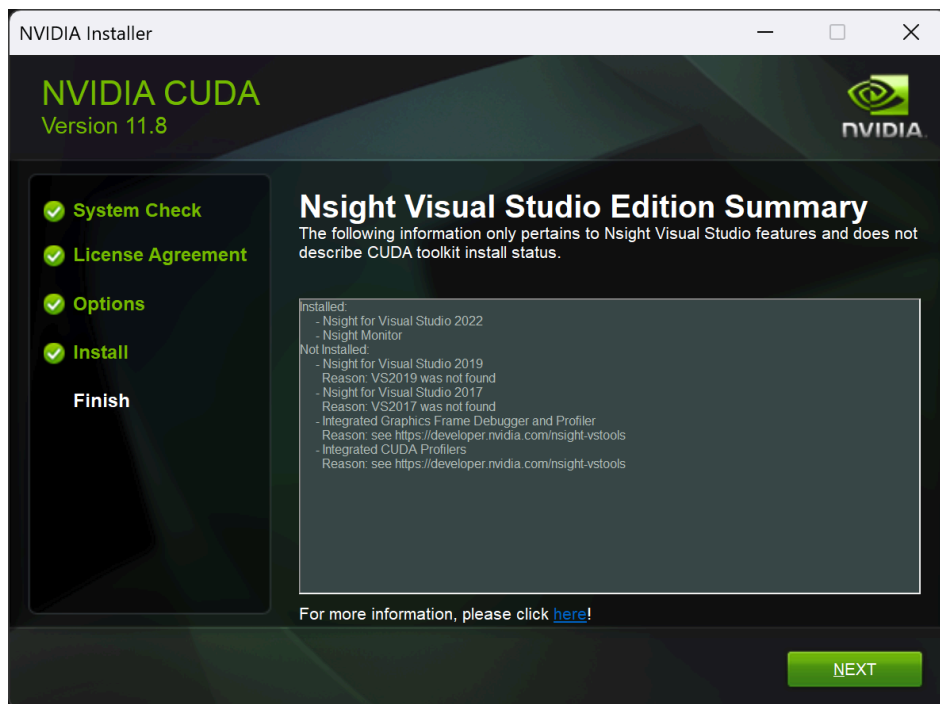 NVIDIA Installer
NVIDIA CUDA
Version 11.8
NVIDIA.
System Check
License Agreement
Options
Install
Finish
Nsight Visual Studio Edition Summary
The following information only pertains to Nsight Visual Studio features and does not
describe CUDA toolkit install status.
Installed:
- Nsight for Visual Studio 2022
- Nsight Monitor
Not Installed:
- Nsight for Visual Studio 2019
Reason: VS2019 was not found
- Nsight for Visual Studio 2017
Reason: VS2017 was not found
- Integrated Graphics Frame Debugger and Profiler
Reason: see https://developer.nvidia.com/nsight-vstools
- Integrated CUDA Profilers
Reason: see https://developer.nvidia.com/nsight-vstools
For more information, please click here!
NEXT